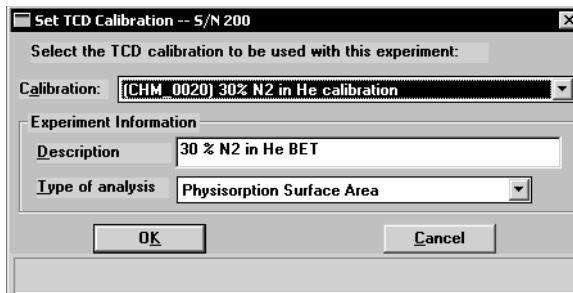 Set TCD Calibration -- S/N 200
Select the TCD calibration to be used with this experiment:
Calibration: (CHM_0020) 30% N2 in He calibration
Experiment Information
Description 30 % N2 in He BET
Type of analysis Physisorption Surface Area
OK Cancel